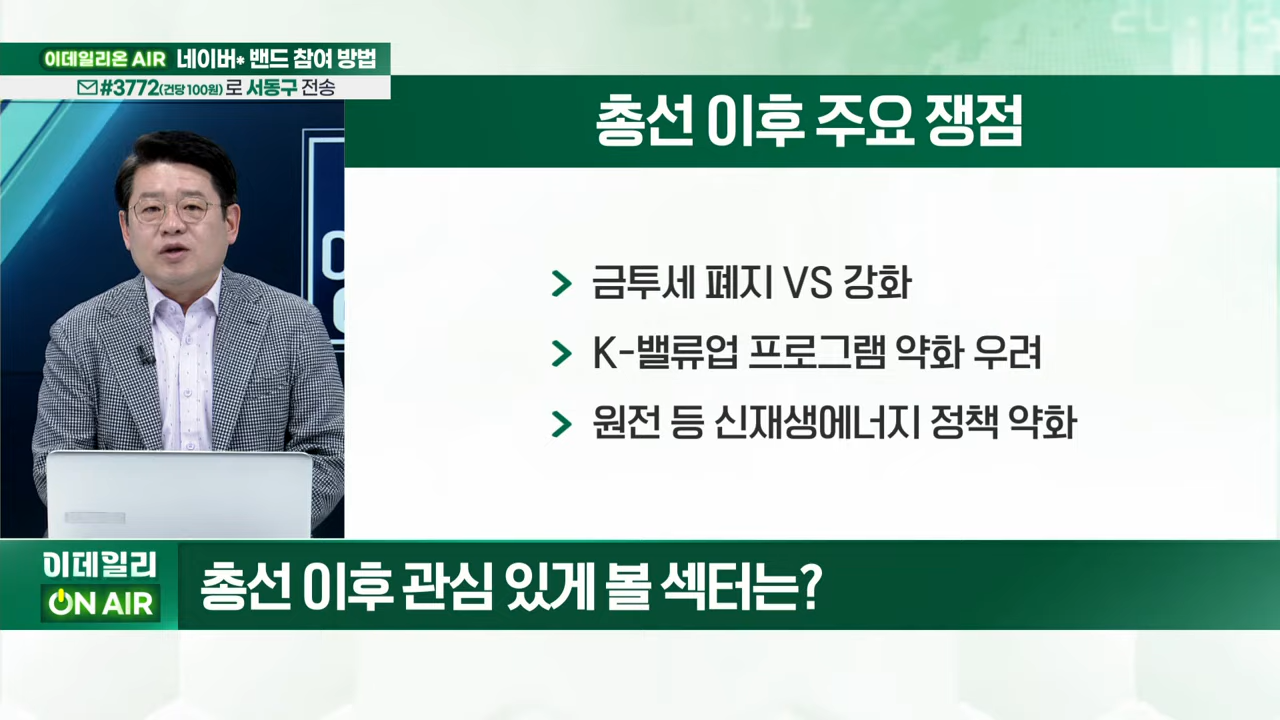 이데일리온 AIR 네이버* 밴드 참여 방법
#3772(건당 100원)로 서동구 전송
총선 이후 주요 쟁점
금투세 폐지 VS 강화
K-밸류업 프로그램 약화 우려
원전 등 신재생에너지 정책 약화
이데일리
ON AIR
총선 이후 관심 있게 볼 섹터는?